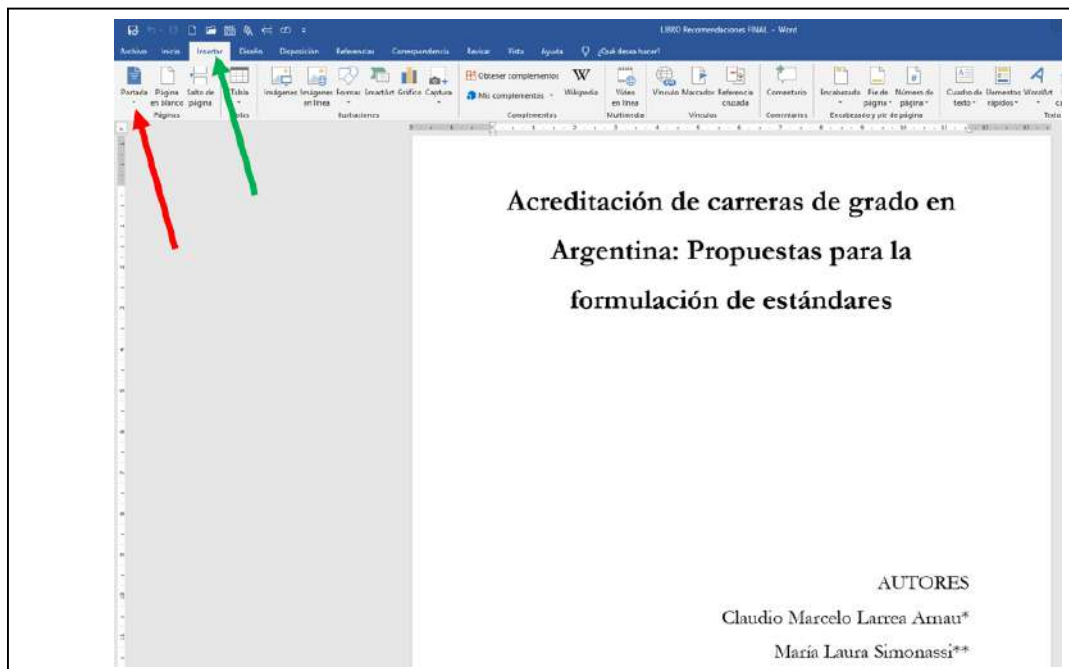 LIBRO Recomendaciones FINAL - Word
Archivo Inicio Insertar Diseño Disposición Referencias Correspondencia Revisar Vista Ayuda ¿Qué desea hacer?
Portada Página en blanco Salto de página
Tabla
Imágenes Imágenes en línea Formas SmartArt Gráfico Captura
Obtener complementos
Mis complementos
Wikipedia
Vídeo en línea
Vínculo Marcador Referencia cruzada
Comentario
Encabezado Pie de página Número de página
Cuadro de texto Elementos rápidos WordArt
Páginas Tablas Ilustraciones Complementos Multimedia Vínculos Comentarios Encabezado y pie de página Texto
Acreditación de carreras de grado en
Argentina: Propuestas para la
formulación de estándares
AUTORES
Claudio Marcelo Larrea Arnau*
María Laura Simonassi**